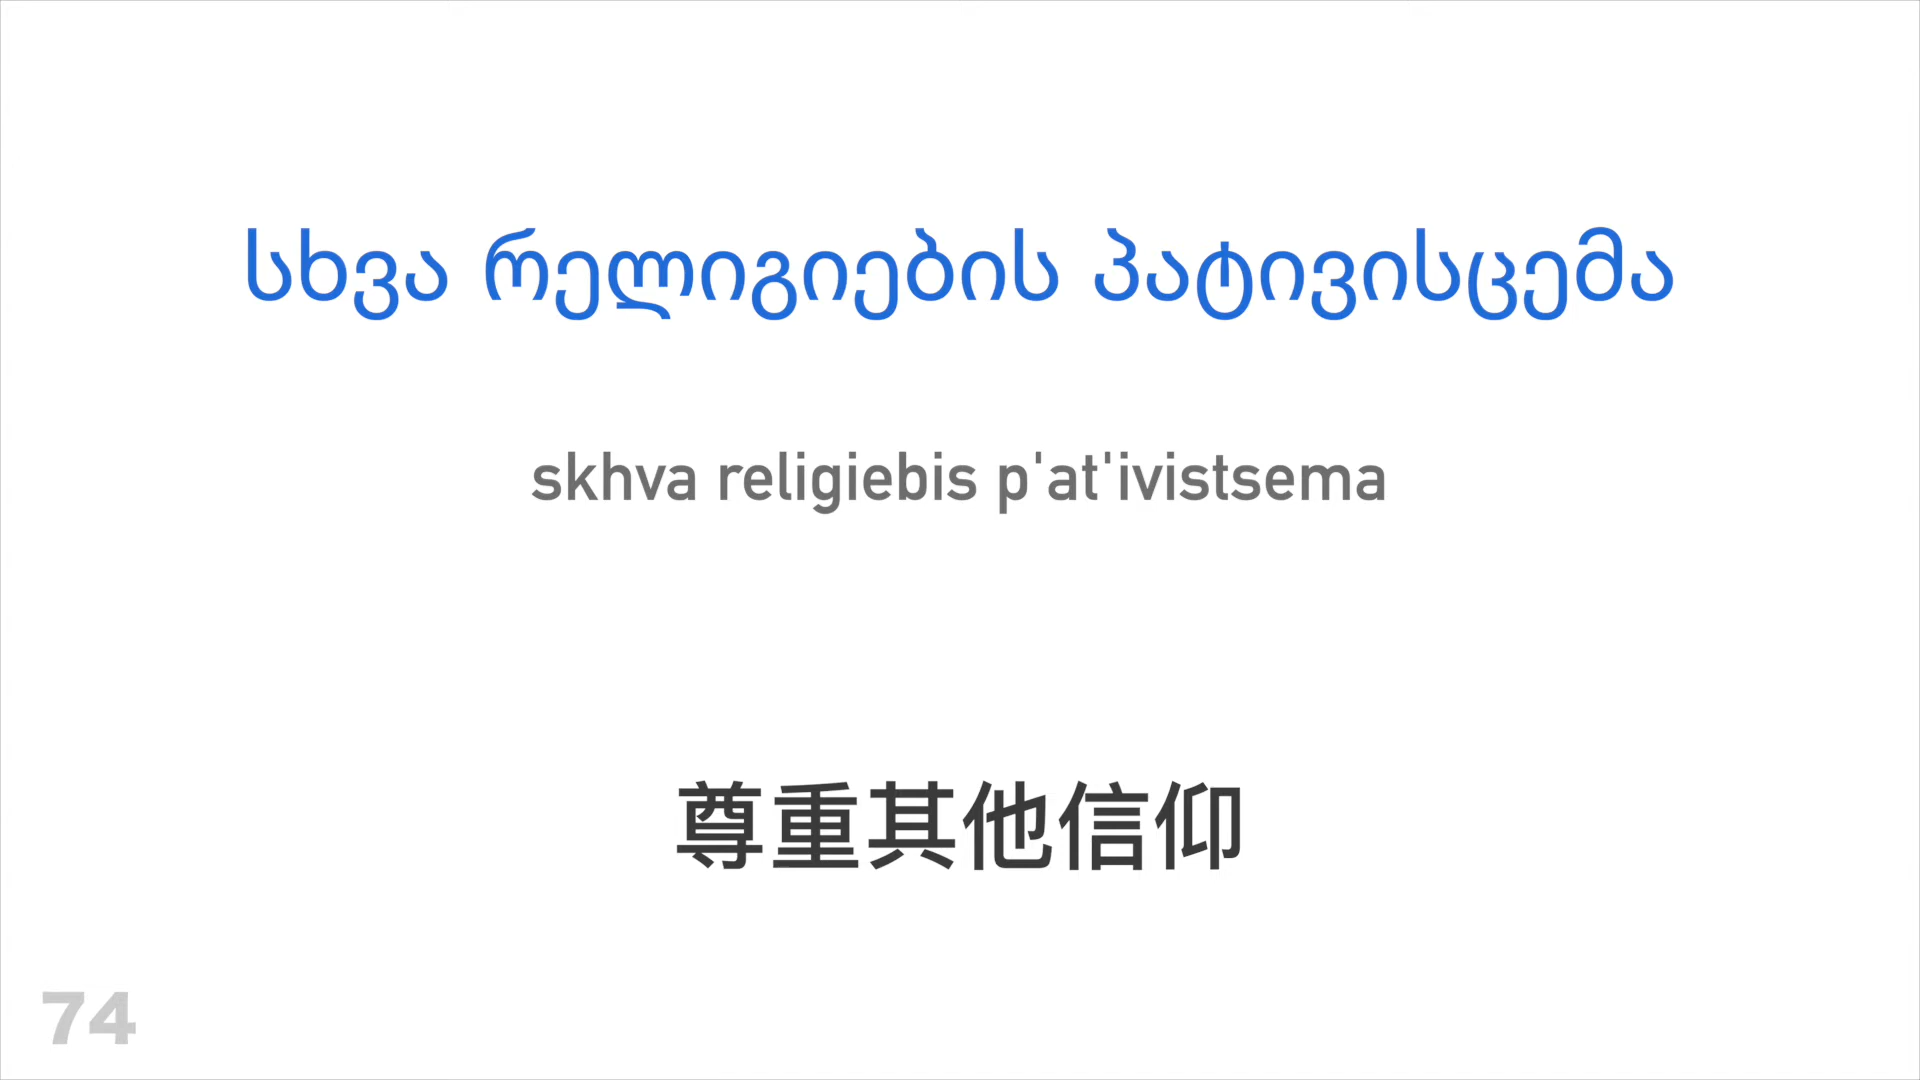 სხვა რელიგიების პატივისცემა
skhva religiebis p'at'ivistsema
尊重其他信仰
74